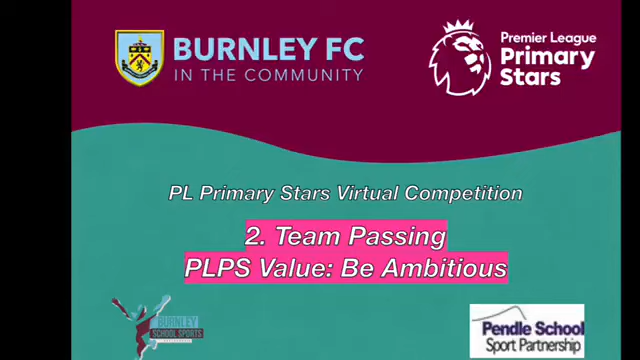 BURNLEY FC
IN THE COMMUNITY
Premier League
Primary
Stars
PL Primary Stars Virtual Competition
2. Team Passing
PLPS Value: Be Ambitious
BURNLEY
SCHOOL SPORTS
Pendle School
Sport Partnership